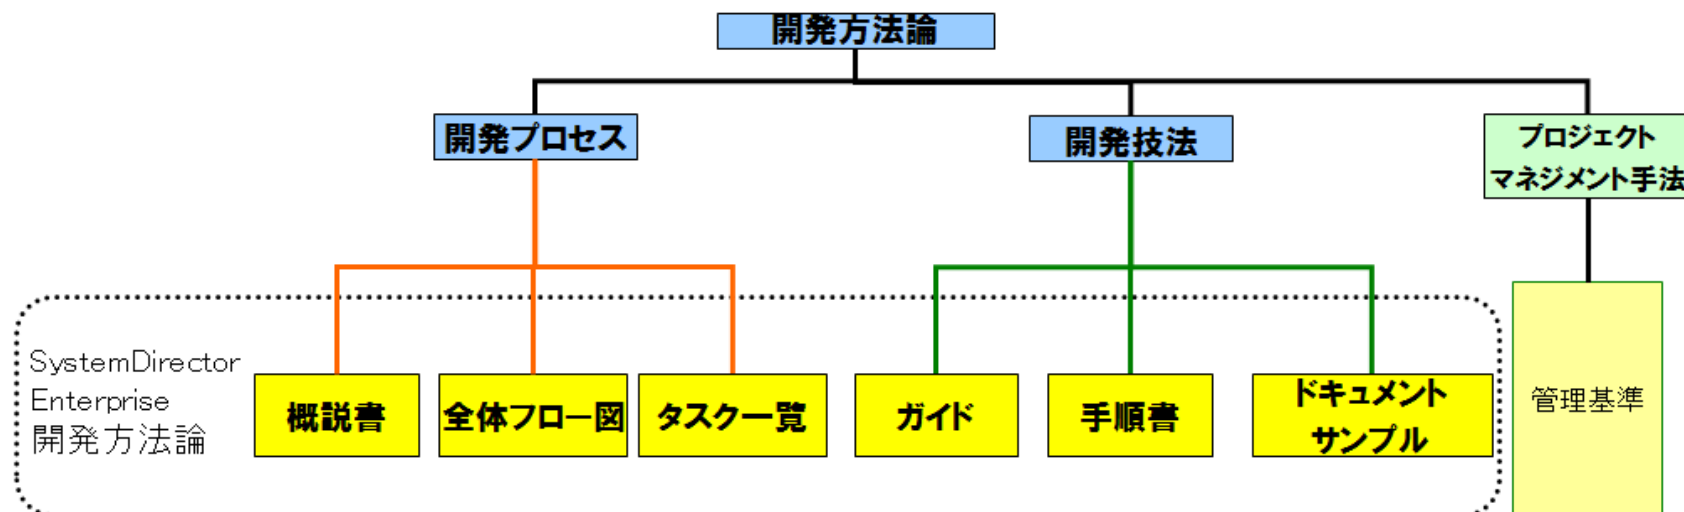 開発方法論
開発プロセス
開発技法
プロジェクト
マネジメント手法
SystemDirector
Enterprise
開発方法論
概説書
全体フロー図
タスク一覧
ガイド
手順書
ドキュメント
サンプル
管理基準